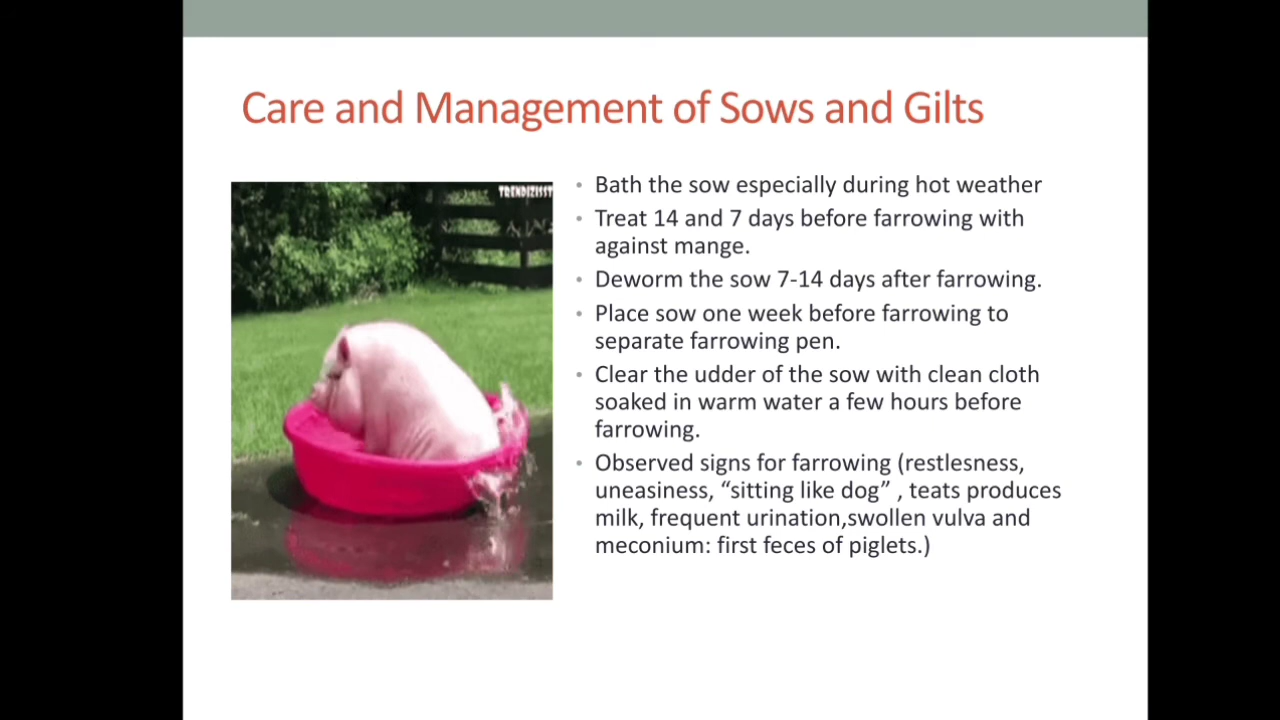 Care and Management of Sows and Gilts
TRENDIZISST
• Bath the sow especially during hot weather
• Treat 14 and 7 days before farrowing with
against mange.
• Deworm the sow 7-14 days after farrowing.
• Place sow one week before farrowing to
separate farrowing pen.
• Clear the udder of the sow with clean cloth
soaked in warm water a few hours before
farrowing.
• Observed signs for farrowing (restlesness,
uneasiness, “sitting like dog” , teats produces
milk, frequent urination,swollen vulva and
meconium: first feces of piglets.)